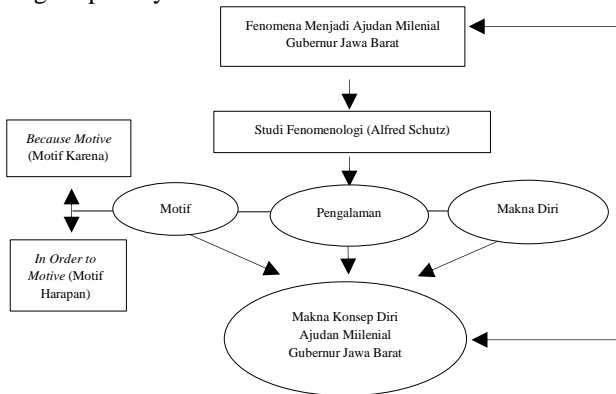 Fenomena Menjadi Ajudan Milenial
Gubernur Jawa Barat
Studi Fenomenologi (Alfred Schutz)
Because Motive
(Motif Karena)
Motif
Pengalaman
Makna Diri
In Order to
Motive (Motif
Harapan)
Makna Konsep Diri
Ajudan Miilenial
Gubernur Jawa Barat